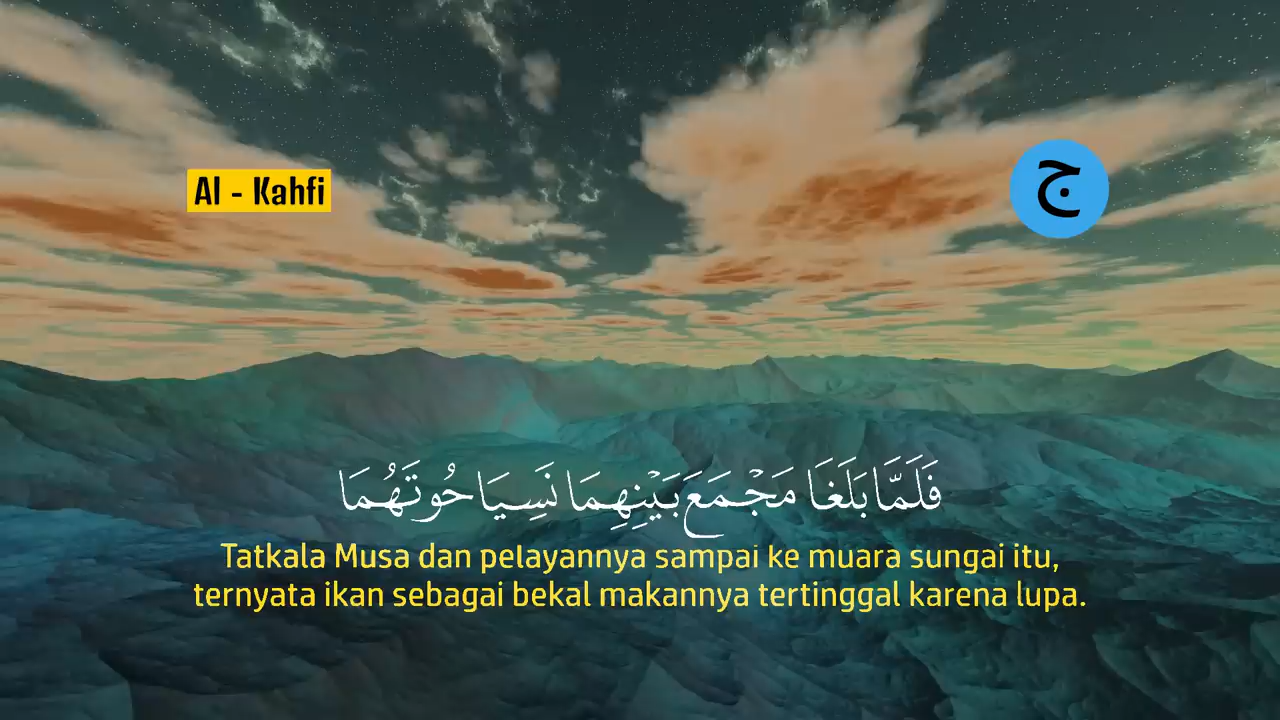 Al - Kahfi
ج
فَلَمَّا بَلَغَا مَجْمَعَ بَيْنِهِمَا نَسِيَا حُوتَهُمَا
Tatkala Musa dan pelayannya sampai ke muara sungai itu,
ternyata ikan sebagai bekal makannya tertinggal karena lupa.